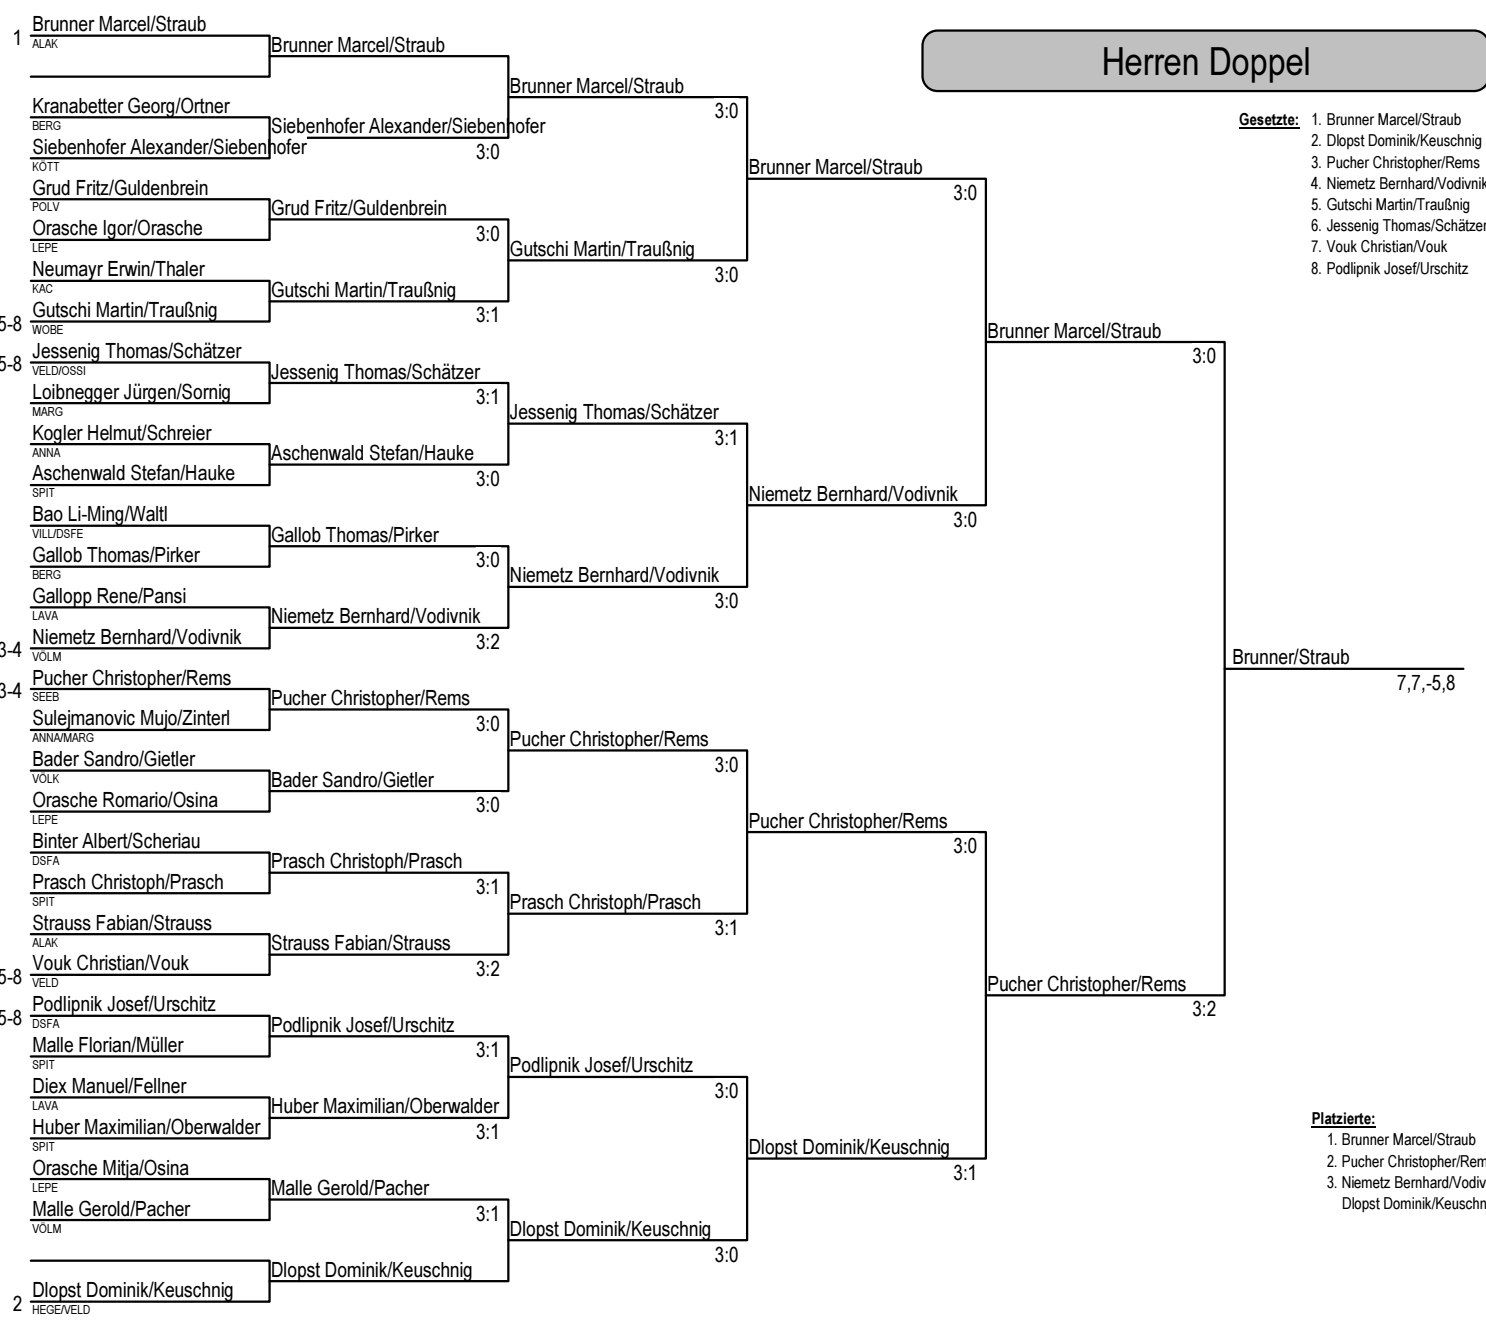 Herren Doppel
Gesetzte:
1. Brunner Marcel/Straub
2. Dlopst Dominik/Keuschnig
3. Pucher Christopher/Rems
4. Niemetz Bernhard/Vodivnik
5. Gutschi Martin/Traußnig
6. Jessenig Thomas/Schätzer
7. Vouk Christian/Vouk
8. Podlipnik Josef/Urschitz
1
Brunner Marcel/Straub
ALAK
Kranabetter Georg/Ortner
BERG
Siebenhofer Alexander/Siebenhofer
KÖTT
Grud Fritz/Guldenbrein
POLV
Orasche Igor/Orasche
LEPE
Neumayr Erwin/Thaler
KAC
5-8
Gutschi Martin/Traußnig
WOBE
5-8
Jessenig Thomas/Schätzer
VELD/OSSI
Loibnegger Jürgen/Sornig
MARG
Kogler Helmut/Schreier
ANNA
Aschenwald Stefan/Hauke
SPIT
Bao Li-Ming/Waltl
VILL/DSFE
Gallob Thomas/Pirker
BERG
Gallopp Rene/Pansi
LAVA
3-4
Niemetz Bernhard/Vodivnik
VÖLM
3-4
Pucher Christopher/Rems
SEEB
Sulejmanovic Mujo/Zinterl
ANNA/MARG
Bader Sandro/Gietler
VÖLK
Orasche Romario/Osina
LEPE
Binter Albert/Scheriau
DSFA
Prasch Christoph/Prasch
SPIT
Strauss Fabian/Strauss
ALAK
5-8
Vouk Christian/Vouk
VELD
5-8
Podlipnik Josef/Urschitz
DSFA
Malle Florian/Müller
SPIT
Diex Manuel/Fellner
LAVA
Huber Maximilian/Oberwalder
SPIT
Orasche Mitja/Osina
LEPE
Malle Gerold/Pacher
VÖLM
2
Dlopst Dominik/Keuschnig
HEGE/VELD
Brunner Marcel/Straub
Siebenhofer Alexander/Siebenhofer
3:0
Grud Fritz/Guldenbrein
3:0
Gutschi Martin/Traußnig
3:1
Jessenig Thomas/Schätzer
3:1
Aschenwald Stefan/Hauke
3:0
Gallob Thomas/Pirker
3:0
Niemetz Bernhard/Vodivnik
3:2
Pucher Christopher/Rems
3:0
Bader Sandro/Gietler
3:0
Prasch Christoph/Prasch
3:1
Strauss Fabian/Strauss
3:2
Podlipnik Josef/Urschitz
3:1
Huber Maximilian/Oberwalder
3:1
Malle Gerold/Pacher
3:1
Dlopst Dominik/Keuschnig
Brunner Marcel/Straub
3:0
Gutschi Martin/Traußnig
3:0
Jessenig Thomas/Schätzer
3:1
Niemetz Bernhard/Vodivnik
3:0
Pucher Christopher/Rems
3:0
Prasch Christoph/Prasch
3:1
Podlipnik Josef/Urschitz
3:0
Dlopst Dominik/Keuschnig
3:0
Brunner Marcel/Straub
3:0
Niemetz Bernhard/Vodivnik
3:0
Pucher Christopher/Rems
3:0
Dlopst Dominik/Keuschnig
3:1
Brunner Marcel/Straub
3:0
Pucher Christopher/Rems
3:2
Brunner/Straub
7,7,-5,8
Platzierte:
1. Brunner Marcel/Straub
2. Pucher Christopher/Rem
3. Niemetz Bernhard/Vodiv
Dlopst Dominik/Keuschn